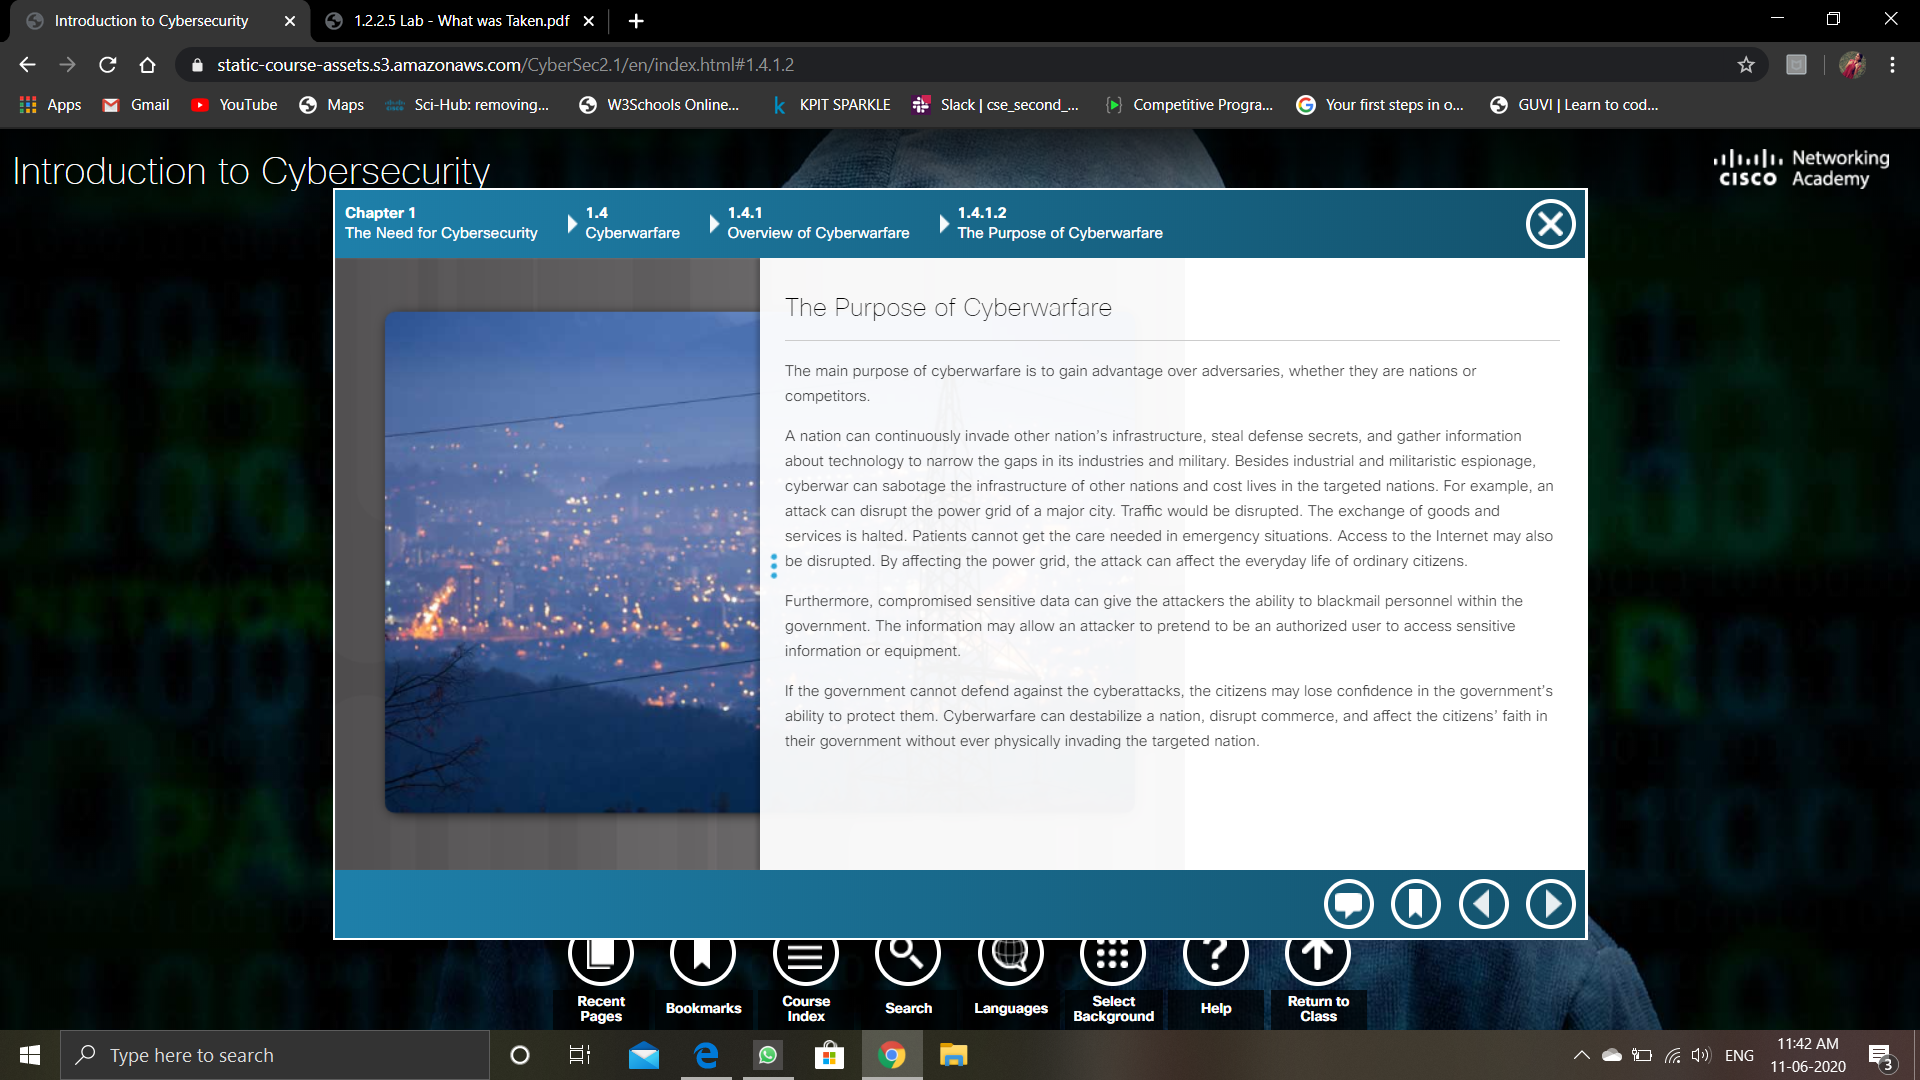 Introduction to Cybersecurity
1.2.2.5 Lab - What was Taken.pdf
static-course-assets.s3.amazonaws.com/CyberSec2.1/en/index.html#1.4.1.2
Apps
Gmail
YouTube
Maps
Sci-Hub: removing...
W3Schools Online...
KPIT SPARKLE
Slack | cse_second_...
Competitive Progra...
Your first steps in o...
GUVI | Learn to cod...
Introduction to Cybersecurity
CISCO
Networking
Academy
Chapter 1
The Need for Cybersecurity
1.4
Cyberwarfare
1.4.1
Overview of Cyberwarfare
1.4.1.2
The Purpose of Cyberwarfare
The Purpose of Cyberwarfare
The main purpose of cyberwarfare is to gain advantage over adversaries, whether they are nations or
competitors.
A nation can continuously invade other nation's infrastructure, steal defense secrets, and gather information
about technology to narrow the gaps in its industries and military. Besides industrial and militaristic espionage,
cyberwar can sabotage the infrastructure of other nations and cost lives in the targeted nations. For example, an
attack can disrupt the power grid of a major city. Traffic would be disrupted. The exchange of goods and
services is halted. Patients cannot get the care needed in emergency situations. Access to the Internet may also
be disrupted. By affecting the power grid, the attack can affect the everyday life of ordinary citizens.
Furthermore, compromised sensitive data can give the attackers the ability to blackmail personnel within the
government. The information may allow an attacker to pretend to be an authorized user to access sensitive
information or equipment.
If the government cannot defend against the cyberattacks, the citizens may lose confidence in the government's
ability to protect them. Cyberwarfare can destabilize a nation, disrupt commerce, and affect the citizens' faith in
their government without ever physically invading the targeted nation.
Recent
Pages
Bookmarks
Course
Index
Search
Languages
Select
Background
Help
Return to
Class
Type here to search
ENG
11:42 AM
11-06-2020
3